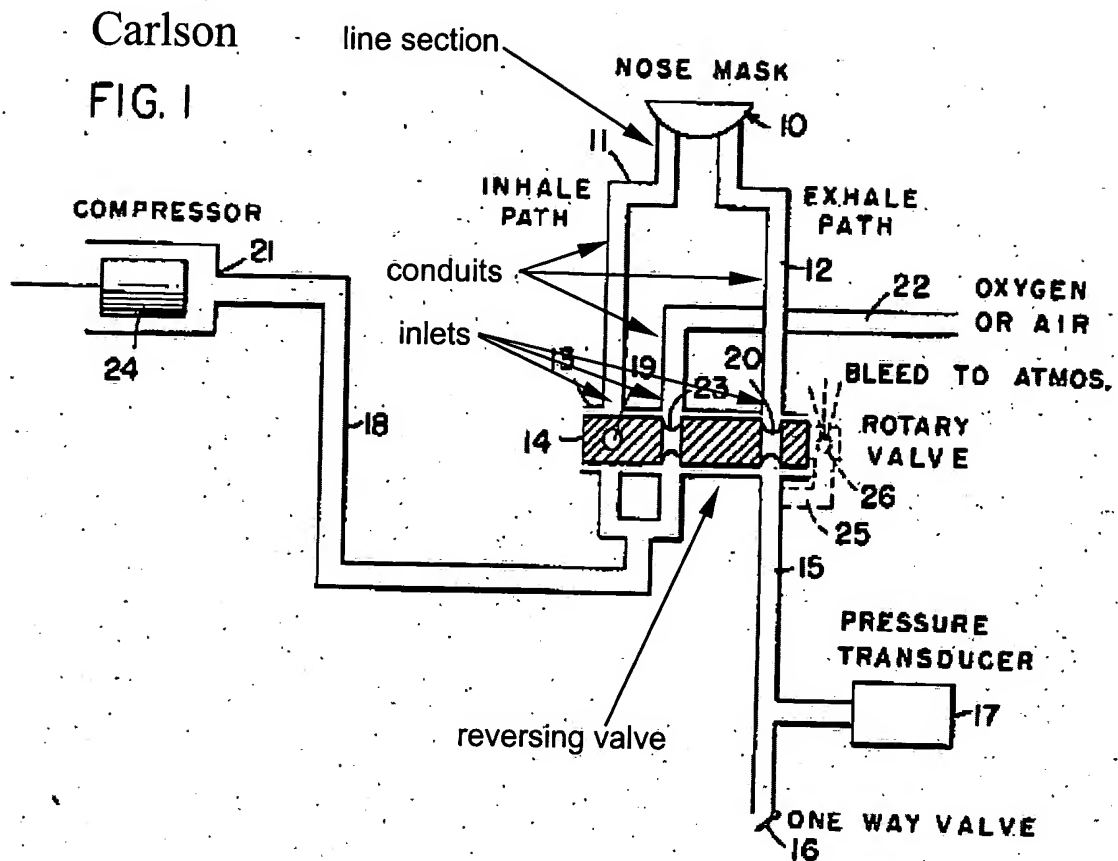 Carlson
FIG. 1
line section
NOSE MASK
10
11
INHALE
PATH
EXHALE
PATH
COMPRESSOR
21
12
conduits
22
OXYGEN
OR AIR
inlets
24
13
19
23
20
BLEED TO ATMOS.
18
14
ROTARY
VALVE
26
25
15
PRESSURE
TRANSDUCER
17
reversing valve
ONE WAY VALVE
16